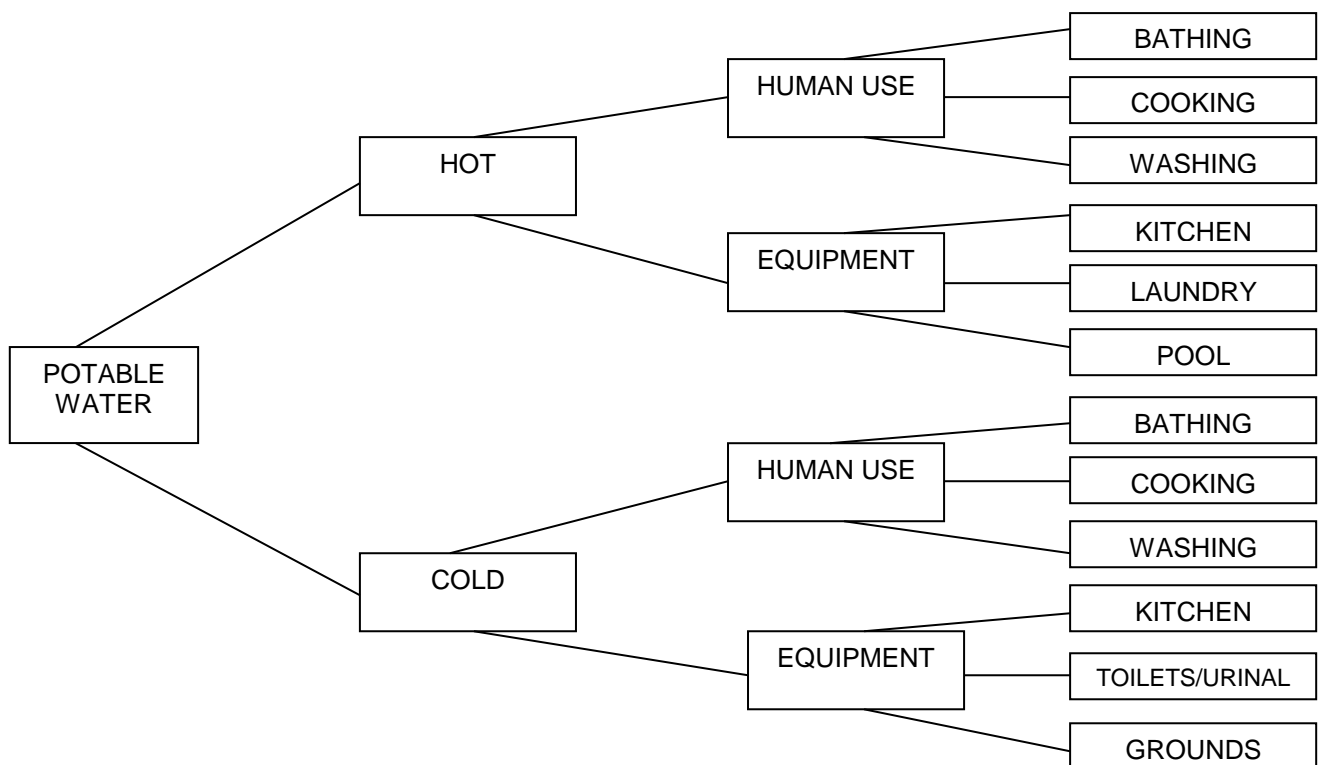 BATHING
HUMAN USE
COOKING
HOT
WASHING
KITCHEN
EQUIPMENT
LAUNDRY
POOL
POTABLE
WATER
BATHING
HUMAN USE
COOKING
WASHING
COLD
KITCHEN
EQUIPMENT
TOILETS/URINAL
GROUNDS